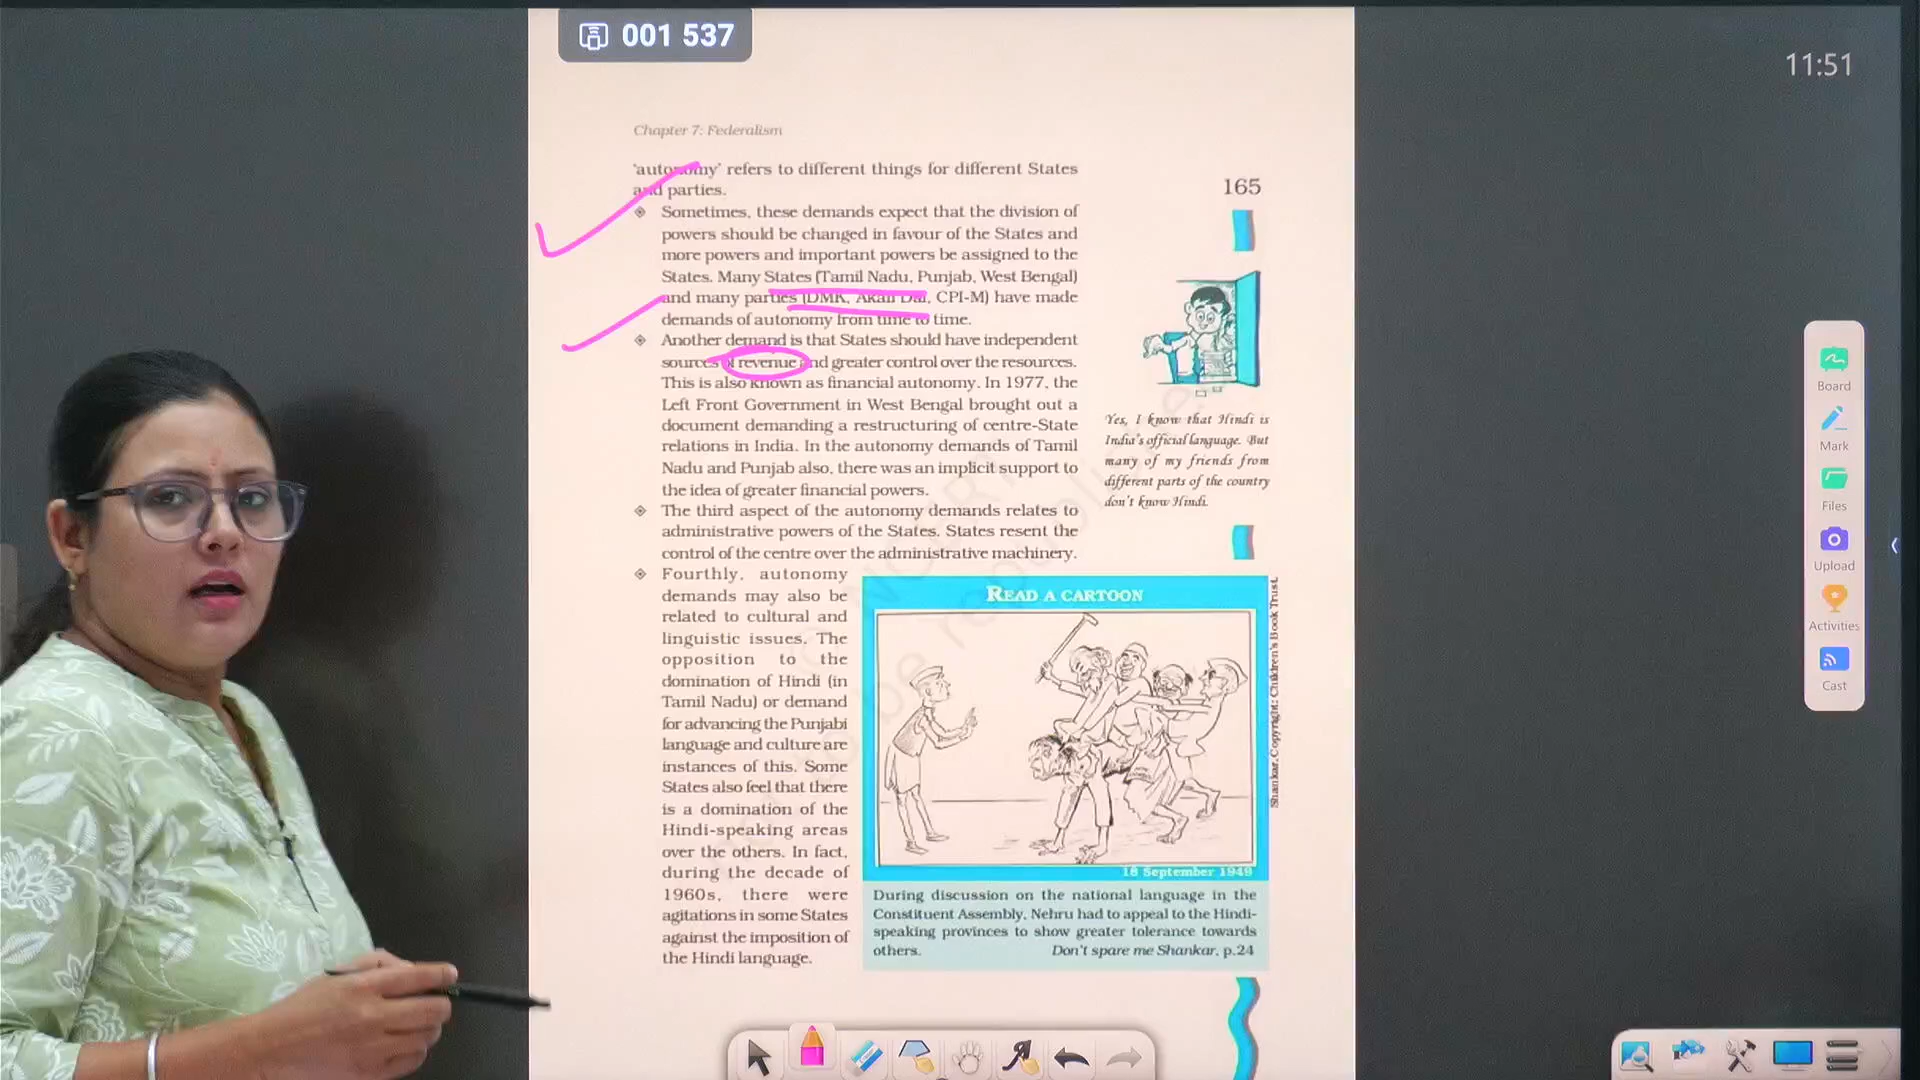 001 537
11:51
Chapter 7: Federalism
165
'autonomy' refers to different things for different States
and parties.
Sometimes, these demands expect that the division of
powers should be changed in favour of the States and
more powers and important powers be assigned to the
States. Many States (Tamil Nadu, Punjab, West Bengal)
and many parties (DMK, Akali Dal, CPI-M) have made
demands of autonomy from time to time.
Another demand is that States should have independent
sources of revenue and greater control over the resources.
This is also known as financial autonomy. In 1977, the
Left Front Government in West Bengal brought out a
document demanding a restructuring of centre-State
relations in India. In the autonomy demands of Tamil
Nadu and Punjab also, there was an implicit support to
the idea of greater financial powers.
The third aspect of the autonomy demands relates to
administrative powers of the States. States resent the
control of the centre over the administrative machinery.
Fourthly, autonomy
demands may also be
related to cultural and
linguistic issues. The
opposition to the
domination of Hindi (in
Tamil Nadu) or demand
for advancing the Punjabi
language and culture are
instances of this. Some
States also feel that there
is a domination of the
Hindi-speaking areas
over the others. In fact,
during the decade of
1960s, there were
agitations in some States
against the imposition of
the Hindi language.
Yes, I know that Hindi is
India's official language. But
many of my friends from
different parts of the country
don't know Hindi.
READ A CARTOON
Shankar. Copyright: Children's Book Trust.
18 September 1949
During discussion on the national language in the
Constituent Assembly, Nehru had to appeal to the Hindi-
speaking provinces to show greater tolerance towards
others. Don't spare me Shankar, p.24
Board
Mark
Files
Upload
Activities
Cast